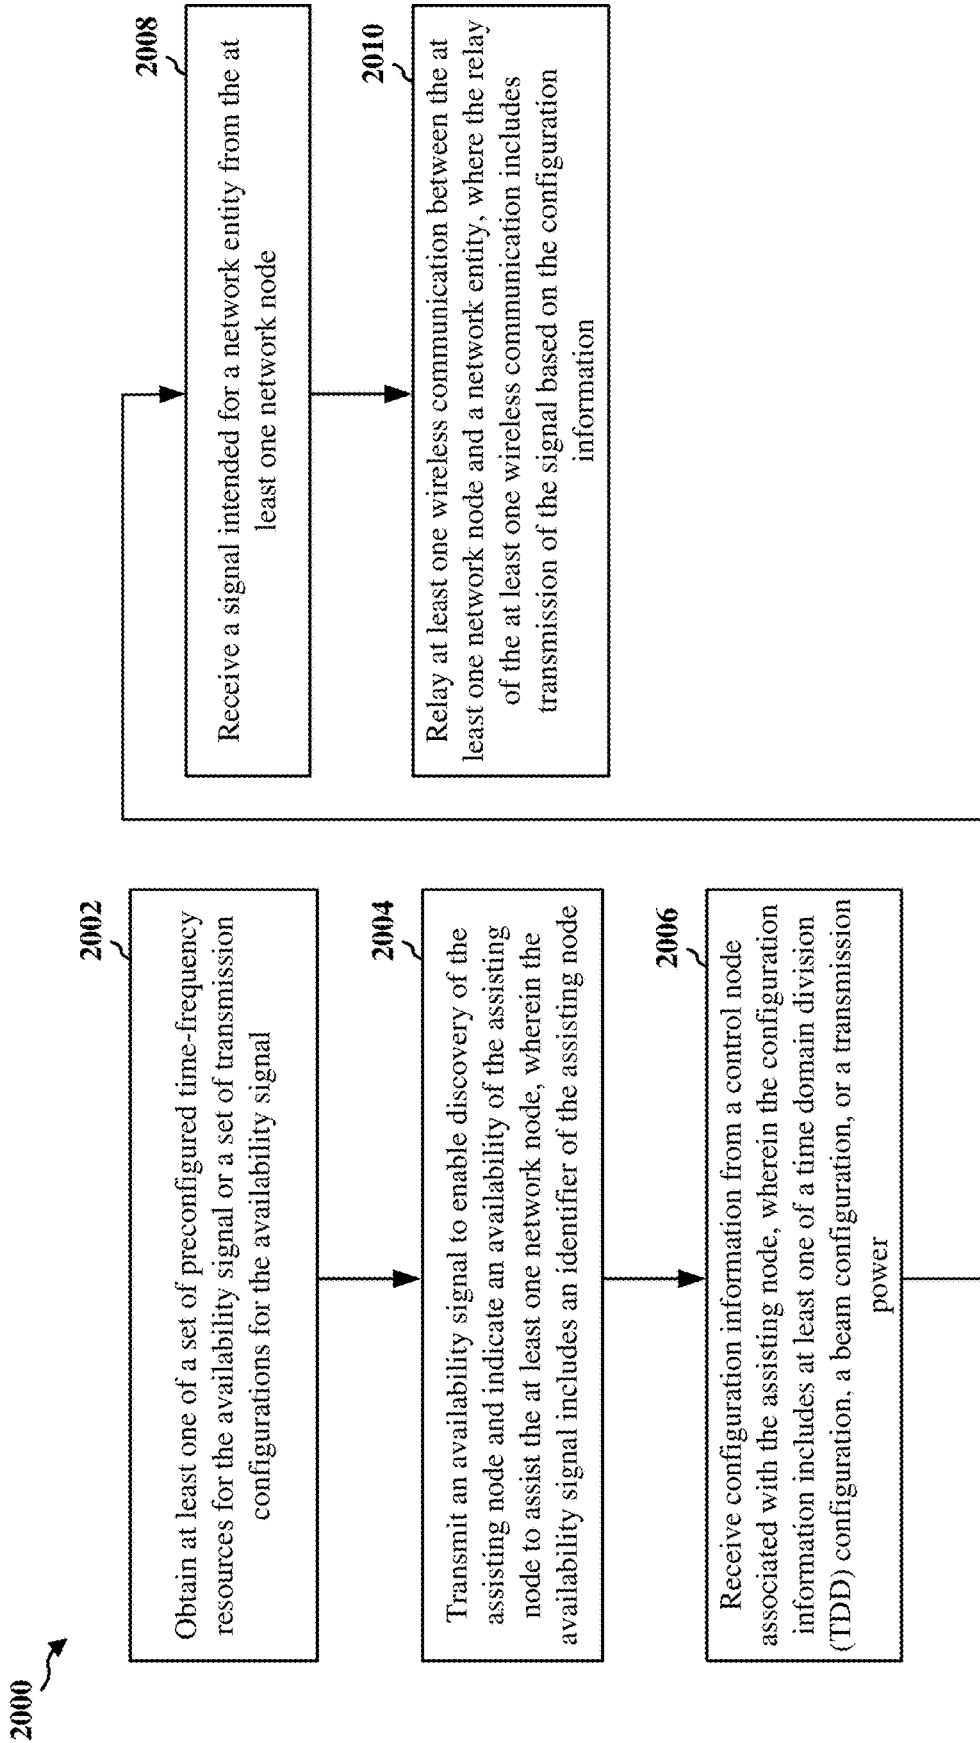 2000
2002
Obtain at least one of a set of preconfigured time-frequency
resources for the availability signal or a set of transmission
configurations for the availability signal
2004
Transmit an availability signal to enable discovery of the
assisting node and indicate an availability of the assisting
node to assist the at least one network node, wherein the
availability signal includes an identifier of the assisting node
2006
Receive configuration information from a control node
associated with the assisting node, wherein the configuration
information includes at least one of a time domain division
(TDD) configuration, a beam configuration, or a transmission
power
2008
Receive a signal intended for a network entity from the at
least one network node
2010
Relay at least one wireless communication between the at
least one network node and a network entity, where the relay
of the at least one wireless communication includes
transmission of the signal based on the configuration
information